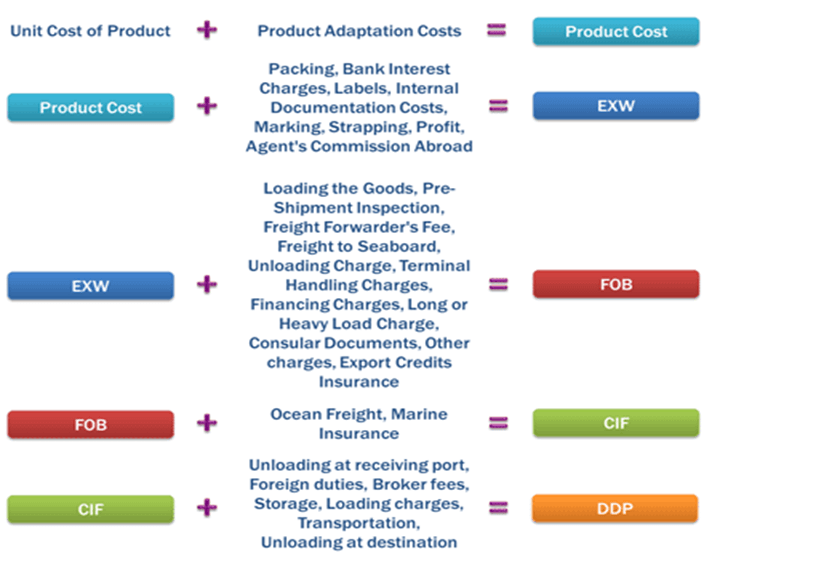 Unit Cost of Product + Product Adaptation Costs = Product Cost
Packing, Bank Interest
Charges, Labels, Internal
Product Cost + Documentation Costs, = EXW
Marking, Strapping, Profit,
Agent's Commission Abroad
Loading the Goods, Pre-
Shipment Inspection,
Freight Forwarder's Fee,
Freight to Seaboard,
Unloading Charge, Terminal
EXW + Handling Charges, = FOB
Financing Charges, Long or
Heavy Load Charge,
Consular Documents, Other
charges, Export Credits
Insurance
FOB + Ocean Freight, Marine = CIF
Insurance
Unloading at receiving port,
Foreign duties, Broker fees,
CIF + Storage, Loading charges, = DDP
Transportation,
Unloading at destination